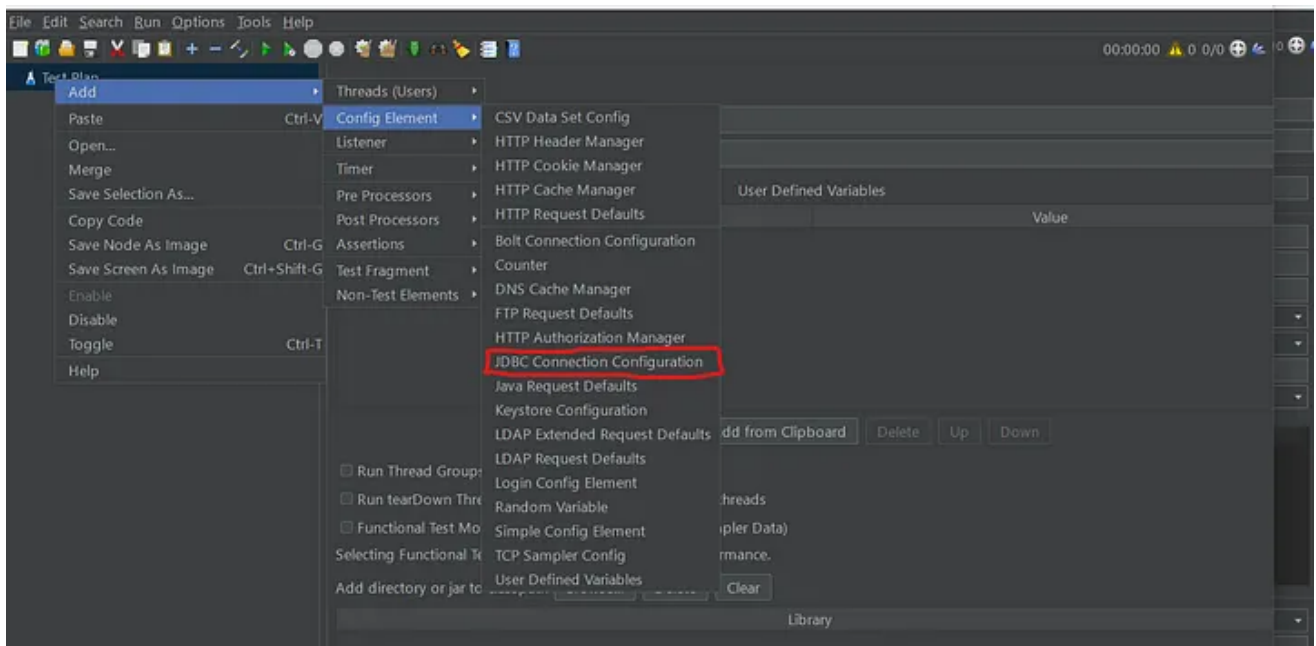 File Edit Search Run Options Tools Help
00:00:00 0 0/0
Test Plan
Add
Paste Ctrl-V
Open...
Merge
Save Selection As...
Copy Code
Save Node As Image Ctrl-G
Save Screen As Image Ctrl+Shift-G
Enable
Disable
Toggle Ctrl-T
Help
Threads (Users)
Config Element
Listener
Timer
Pre Processors
Post Processors
Assertions
Test Fragment
Non-Test Elements
CSV Data Set Config
HTTP Header Manager
HTTP Cookie Manager
HTTP Cache Manager
HTTP Request Defaults
Bolt Connection Configuration
Counter
DNS Cache Manager
FTP Request Defaults
HTTP Authorization Manager
JDBC Connection Configuration
Java Request Defaults
Keystore Configuration
LDAP Extended Request Defaults
LDAP Request Defaults
Login Config Element
Random Variable
Simple Config Element
TCP Sampler Config
User Defined Variables
User Defined Variables
Value
dd from Clipboard Delete Up Down
Run Thread Groups
Run tearDown Thre hreads
Functional Test Mo pler Data)
Selecting Functional Te rmance.
Add directory or jar to Clear
Library